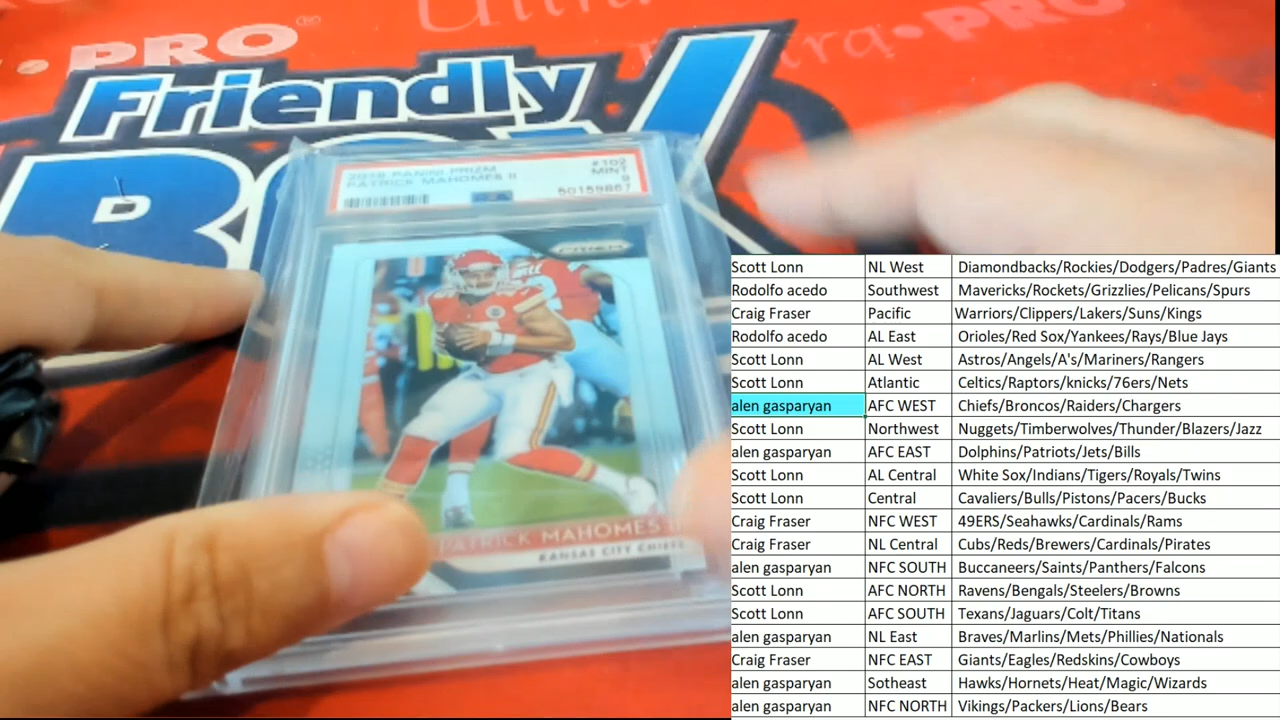 PRO®
Ultra
Ultra • PRO
Friendly
2018 PANINI PRIZM #102
PATRICK MAHOMES II MINT
9
50159867
PSA
PRIZM
PATRICK MAHOMES II
KANSAS CITY CHIEFS
Scott Lonn NL West Diamondbacks/Rockies/Dodgers/Padres/Giants
Rodolfo acedo Southwest Mavericks/Rockets/Grizzlies/Pelicans/Spurs
Craig Fraser Pacific Warriors/Clippers/Lakers/Suns/Kings
Rodolfo acedo AL East Orioles/Red Sox/Yankees/Rays/Blue Jays
Scott Lonn AL West Astros/Angels/A's/Mariners/Rangers
Scott Lonn Atlantic Celtics/Raptors/knicks/76ers/Nets
alen gasparyan AFC WEST Chiefs/Broncos/Raiders/Chargers
Scott Lonn Northwest Nuggets/Timberwolves/Thunder/Blazers/Jazz
alen gasparyan AFC EAST Dolphins/Patriots/Jets/Bills
Scott Lonn AL Central White Sox/Indians/Tigers/Royals/Twins
Scott Lonn Central Cavaliers/Bulls/Pistons/Pacers/Bucks
Craig Fraser NFC WEST 49ERS/Seahawks/Cardinals/Rams
Craig Fraser NL Central Cubs/Reds/Brewers/Cardinals/Pirates
alen gasparyan NFC SOUTH Buccaneers/Saints/Panthers/Falcons
Scott Lonn AFC NORTH Ravens/Bengals/Steelers/Browns
Scott Lonn AFC SOUTH Texans/Jaguars/Colt/Titans
alen gasparyan NL East Braves/Marlins/Mets/Phillies/Nationals
Craig Fraser NFC EAST Giants/Eagles/Redskins/Cowboys
alen gasparyan Sotheast Hawks/Hornets/Heat/Magic/Wizards
alen gasparyan NFC NORTH Vikings/Packers/Lions/Bears